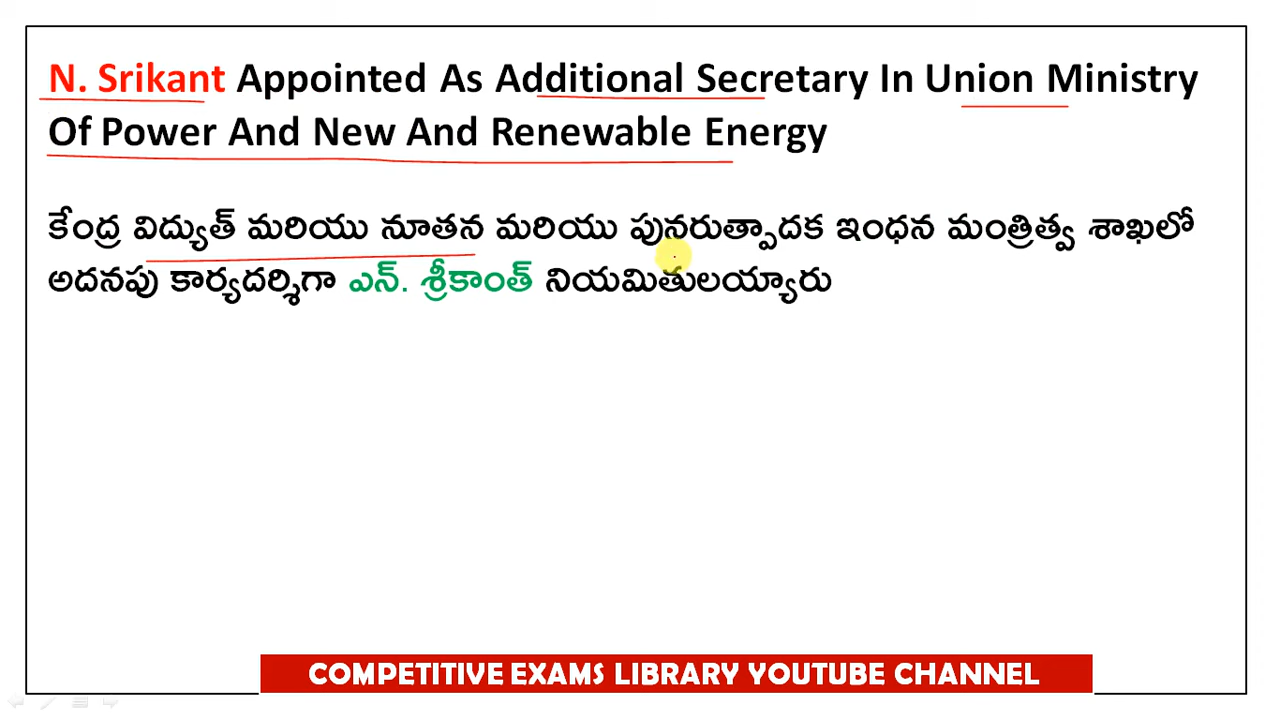 N. Srikant Appointed As Additional Secretary In Union Ministry
Of Power And New And Renewable Energy
కేంద్ర విద్యుత్ మరియు నూతన మరియు పునరుత్పాదక ఇంధన మంత్రిత్వ శాఖలో
అదనపు కార్యదర్శిగా ఎన్. శ్రీకాంత్ నియమితులయ్యారు
COMPETITIVE EXAMS LIBRARY YOUTUBE CHANNEL